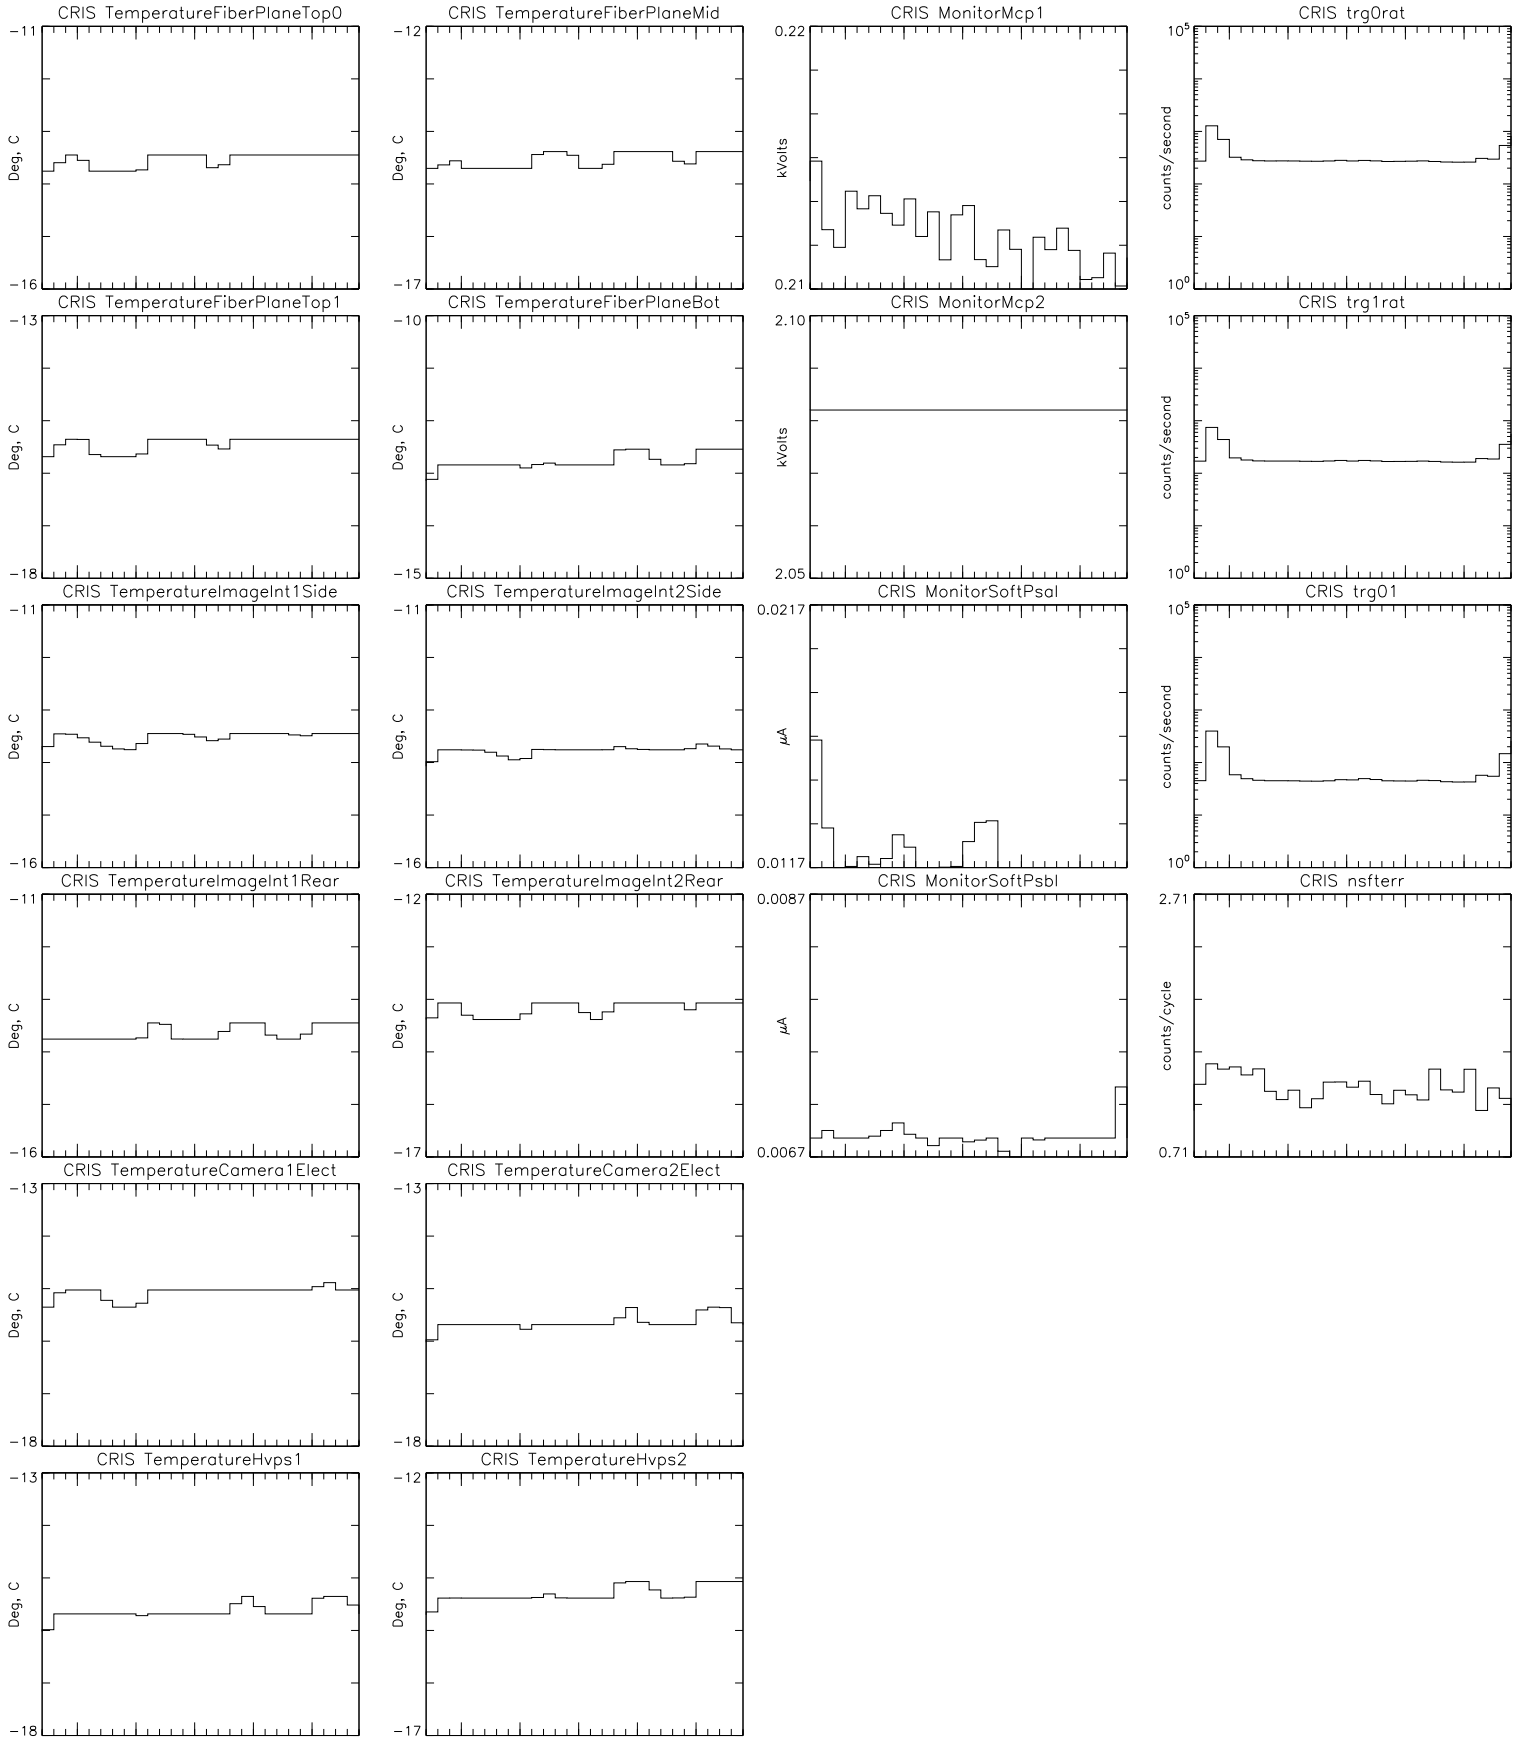 CRIS TemperatureFiberPlaneTop0
-11
Deg, C
-16
CRIS TemperatureFiberPlaneMid
-12
Deg, C
-17
CRIS MonitorMcp1
0.22
kVolts
0.21
CRIS trg0rat
10⁵
counts/second
10⁰
CRIS TemperatureFiberPlaneTop1
-13
Deg, C
-18
CRIS TemperatureFiberPlaneBot
-10
Deg, C
-15
CRIS MonitorMcp2
2.10
kVolts
2.05
CRIS trg1rat
10⁵
counts/second
10⁰
CRIS TemperatureImageInt1Side
-11
Deg, C
-16
CRIS TemperatureImageInt2Side
-11
Deg, C
-16
CRIS MonitorSoftPsaI
0.0217
μA
0.0117
CRIS trg01
10⁵
counts/second
10⁰
CRIS TemperatureImageInt1Rear
-11
Deg, C
-16
CRIS TemperatureImageInt2Rear
-12
Deg, C
-17
CRIS MonitorSoftPsbI
0.0087
μA
0.0067
CRIS nsfterr
2.71
counts/cycle
0.71
CRIS TemperatureCamera1Elect
-13
Deg, C
-18
CRIS TemperatureCamera2Elect
-13
Deg, C
-18
CRIS TemperatureHvps1
-13
Deg, C
-18
CRIS TemperatureHvps2
-12
Deg, C
-17